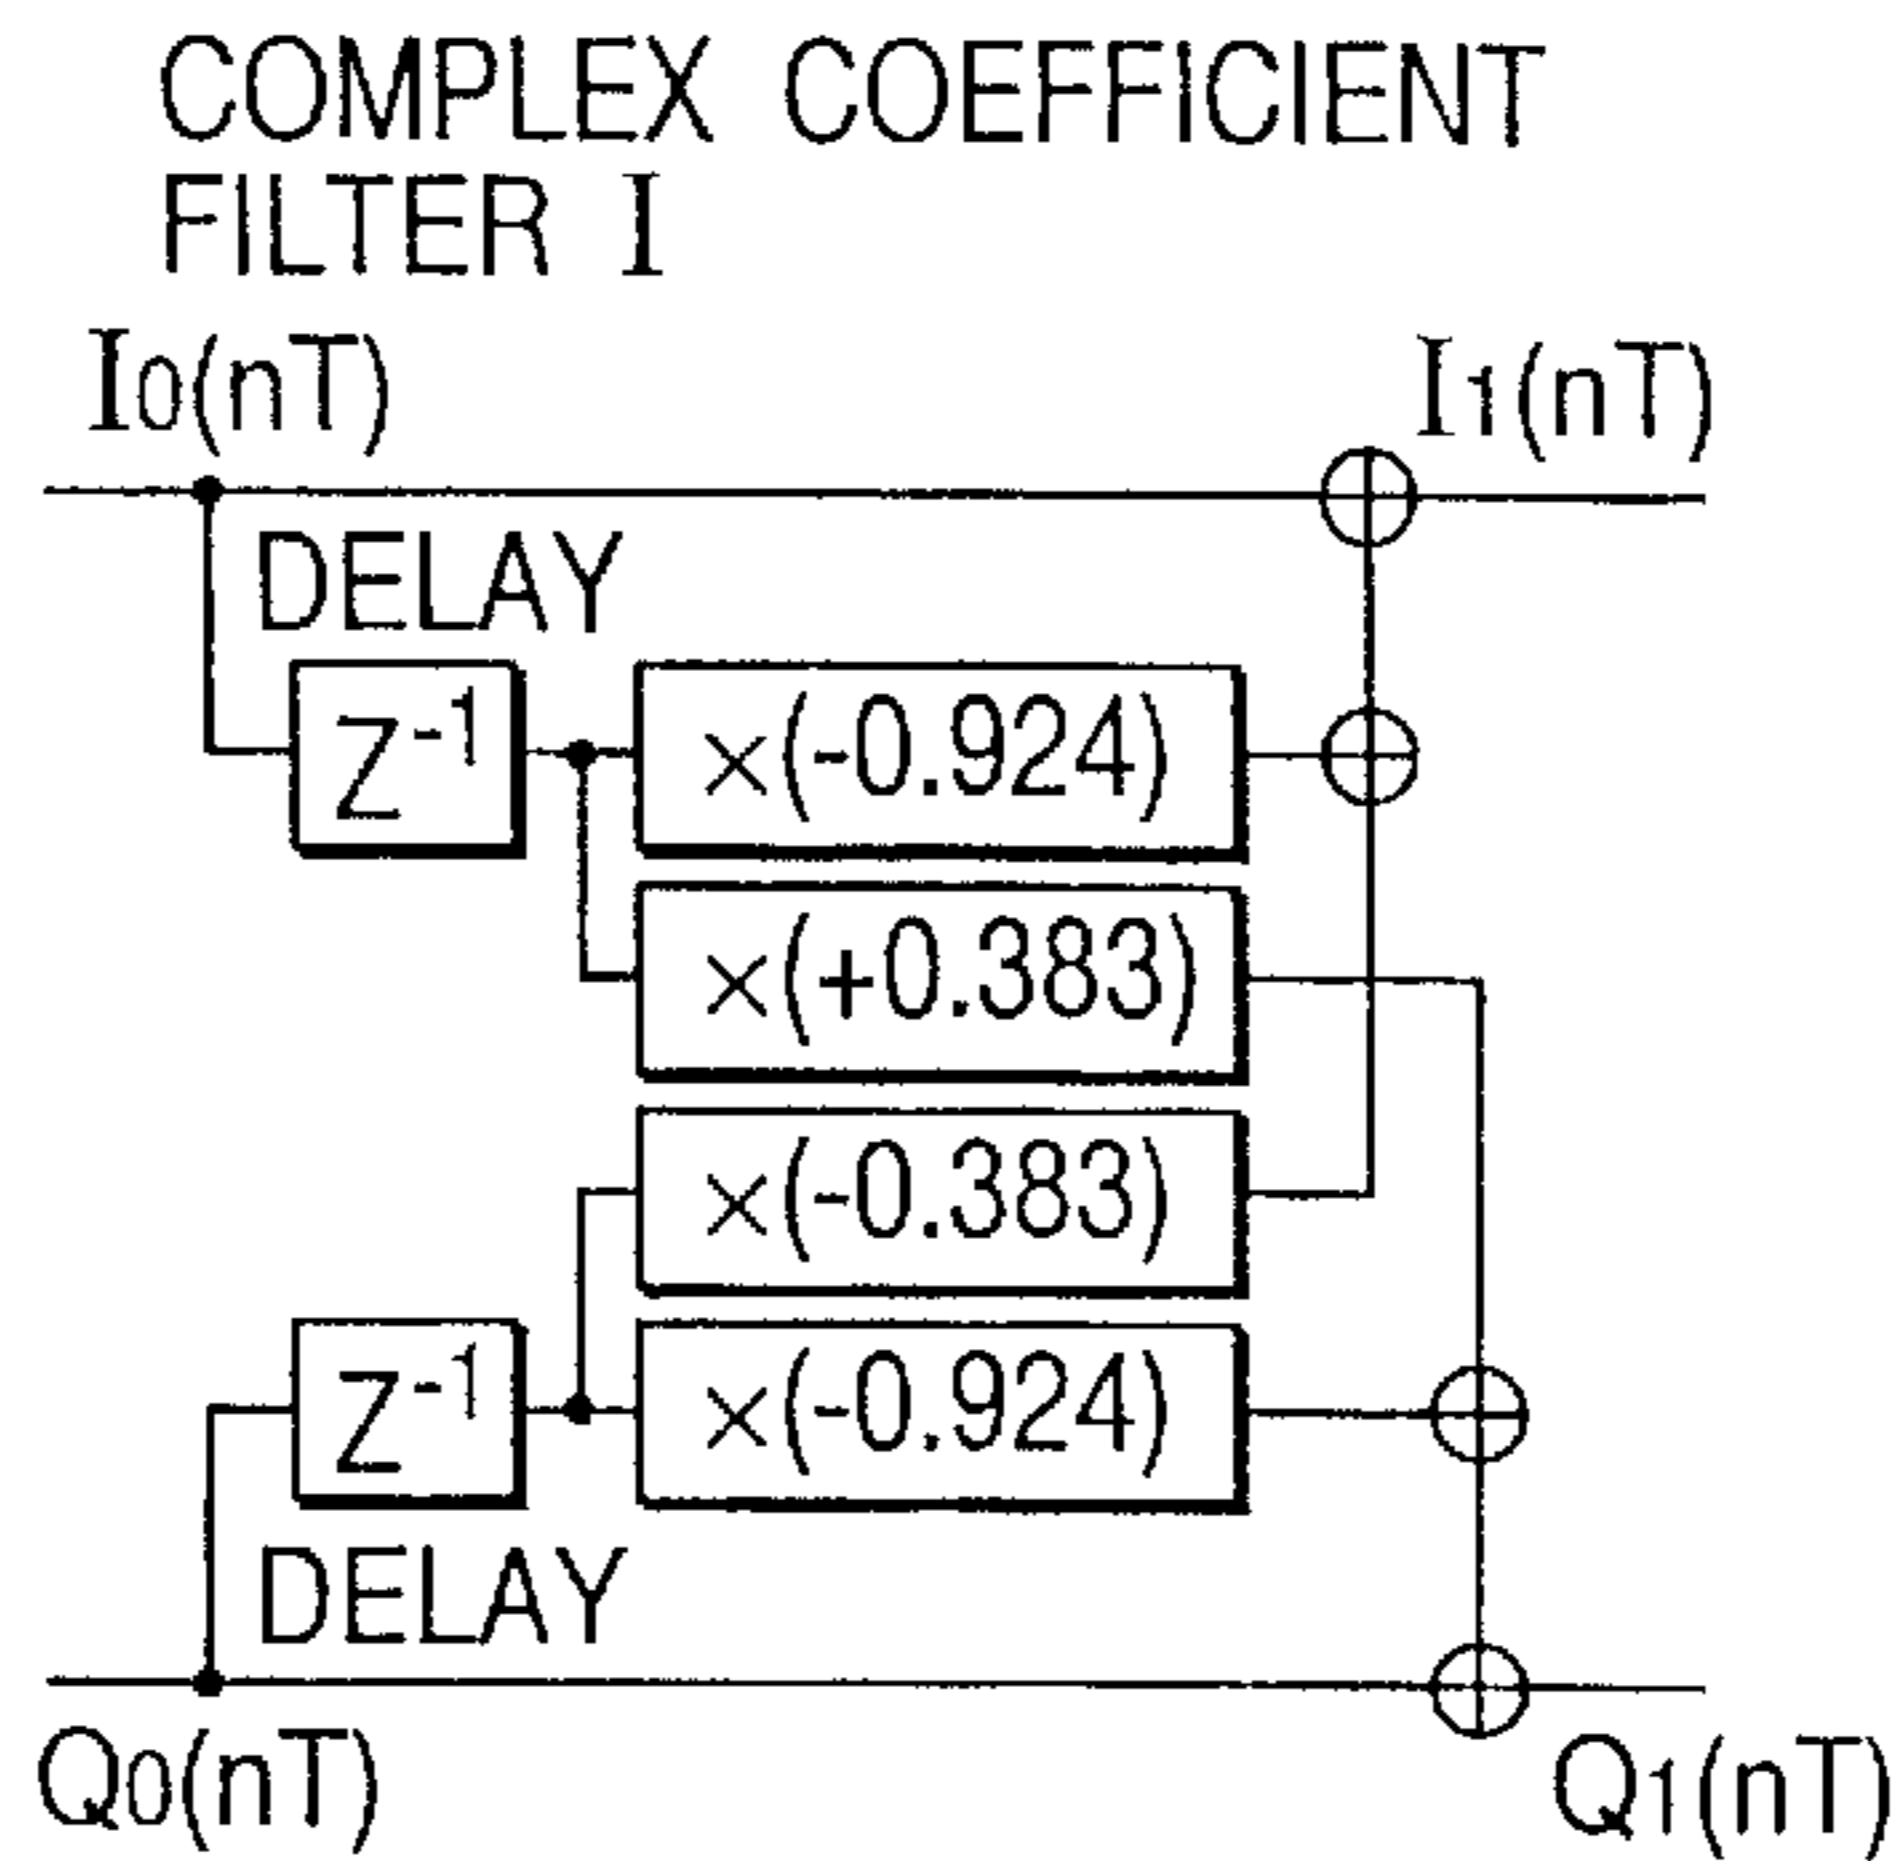 COMPLEX COEFFICIENT
FILTER I
I0(nT)
I1(nT)
DELAY
Z-1
×(-0.924)
×(+0.383)
×(-0.383)
Z-1
×(-0.924)
DELAY
Q0(nT)
Q1(nT)